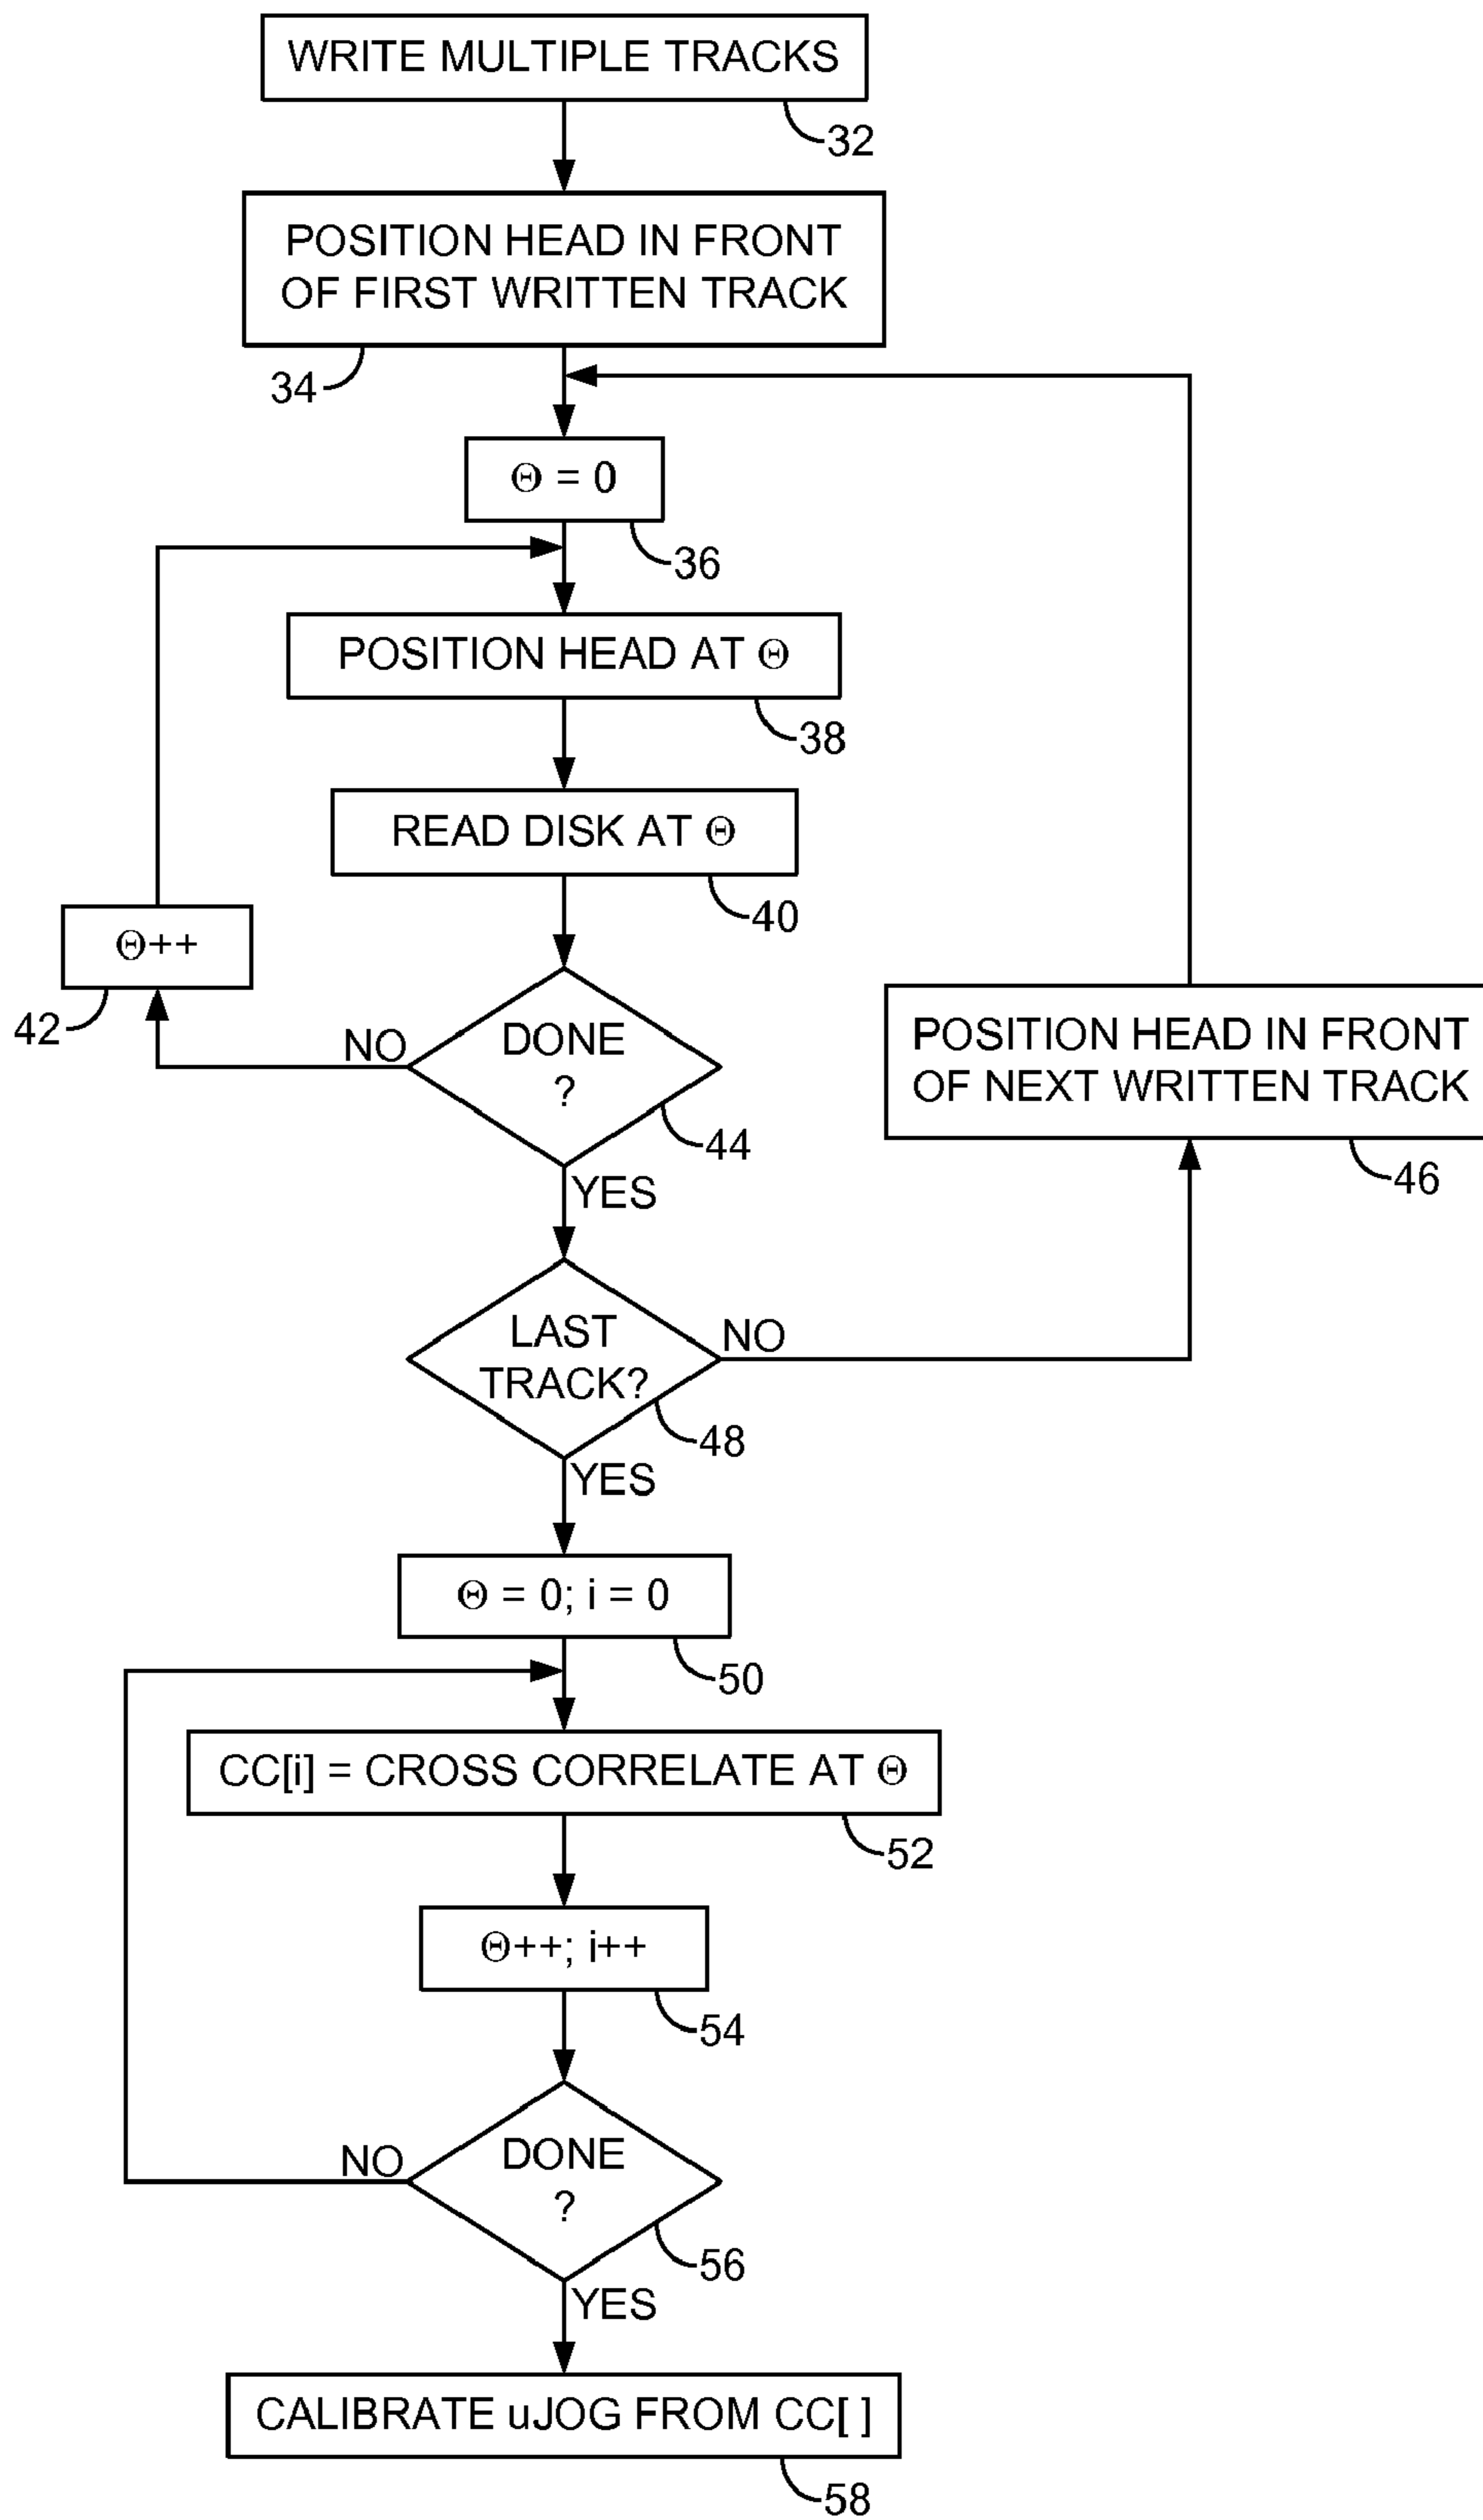 WRITE MULTIPLE TRACKS
32
POSITION HEAD IN FRONT
OF FIRST WRITTEN TRACK
34
Θ = 0
36
POSITION HEAD AT Θ
38
READ DISK AT Θ
40
Θ++
42
NO
DONE
?
44
YES
POSITION HEAD IN FRONT
OF NEXT WRITTEN TRACK
46
LAST
TRACK?
NO
48
YES
Θ = 0; i = 0
50
CC[i] = CROSS CORRELATE AT Θ
52
Θ++; i++
54
NO
DONE
?
56
YES
CALIBRATE uJOG FROM CC[ ]
58